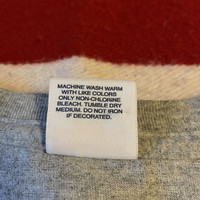 MACHINE WASH WARM
WITH LIKE COLORS
ONLY NON-CHLORINE
BLEACH. TUMBLE DRY
MEDIUM. DO NOT IRON
IF DECORATED.